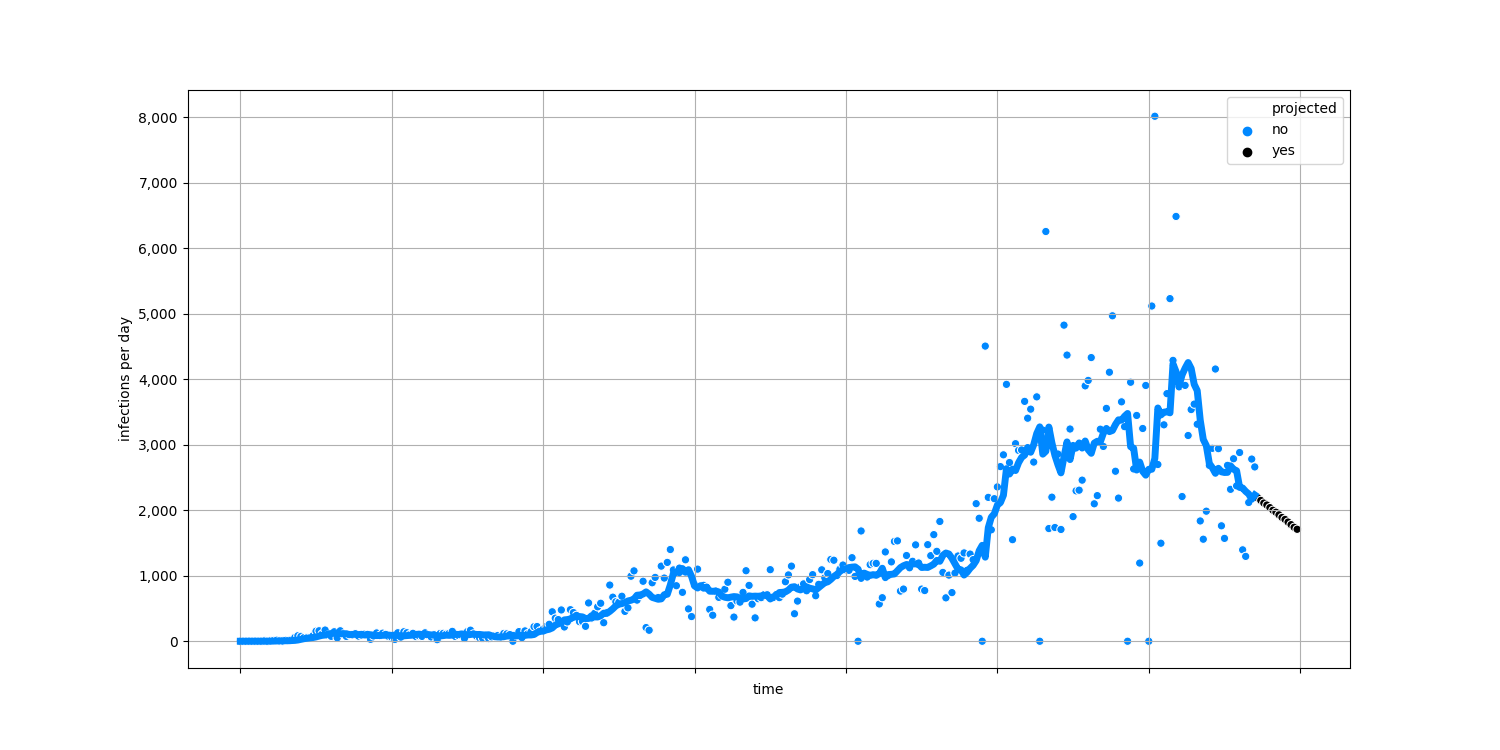 8,000
7,000
6,000
5,000
4,000
3,000
2,000
1,000
0
infections per day
time
projected
no
yes